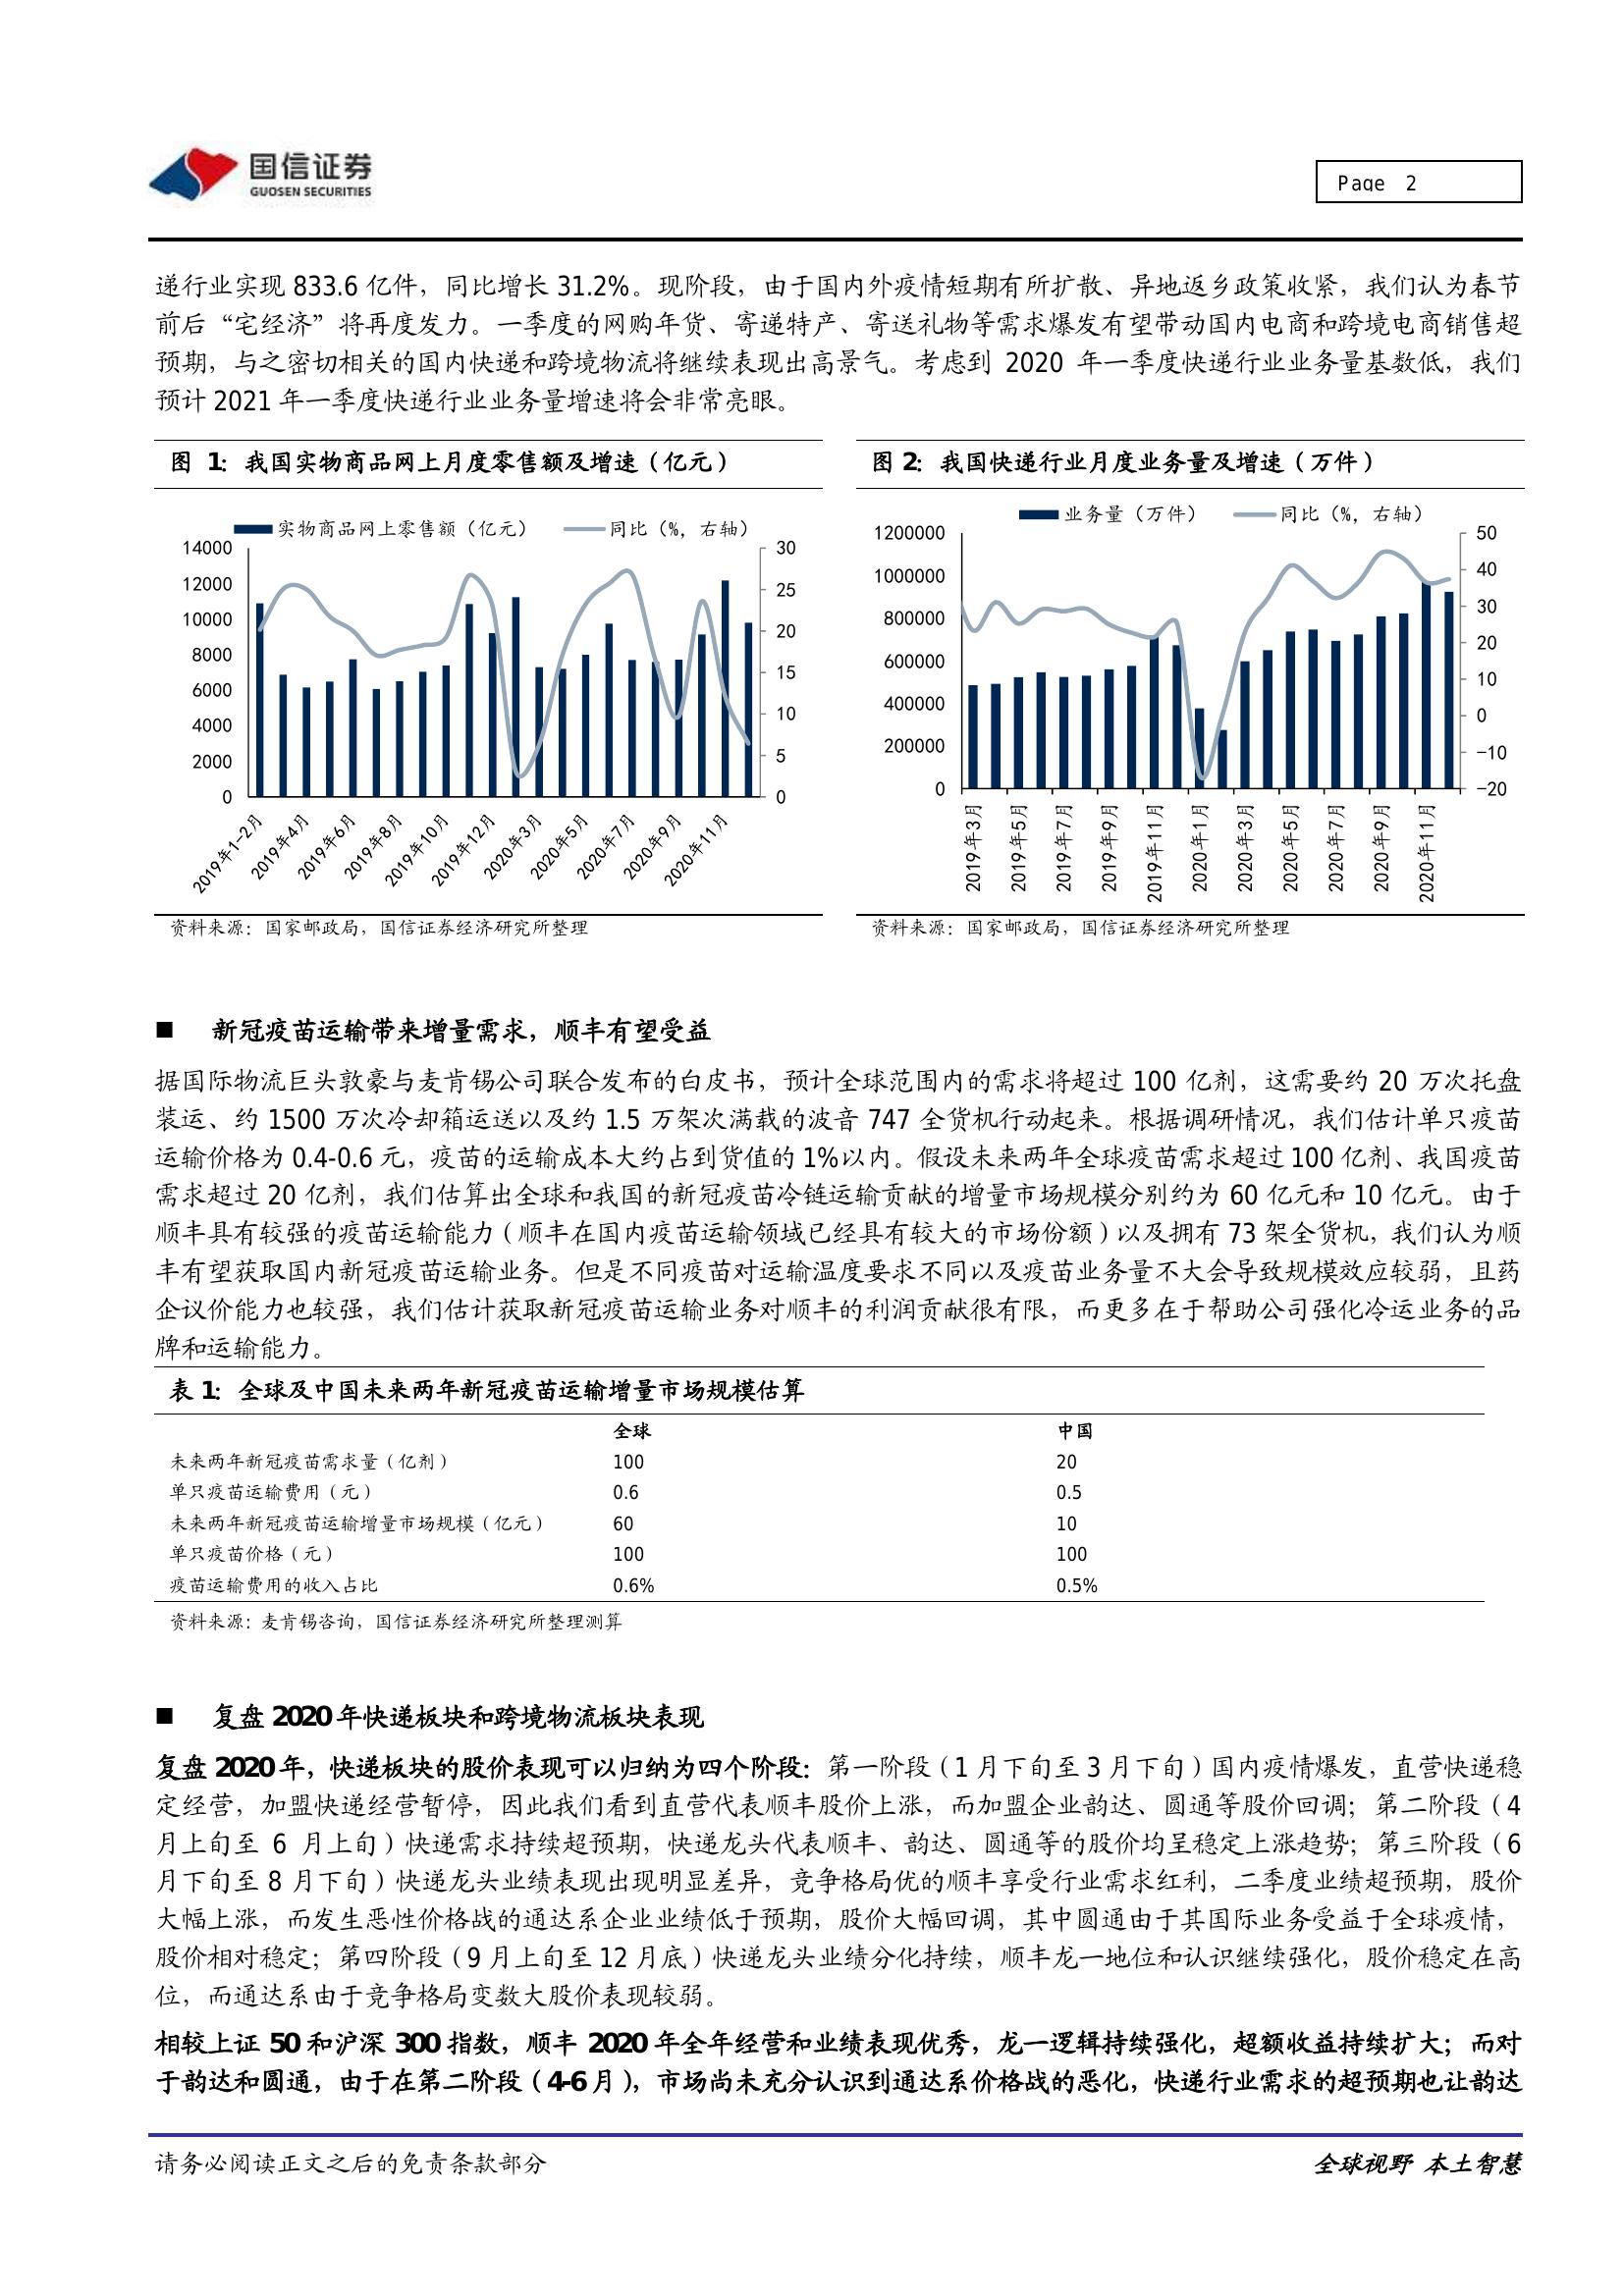 国信证券
GUOSEN SECURITIES
Page 2
递行业实现 833.6 亿件，同比增长 31.2%。现阶段，由于国内外疫情短期有所扩散、异地返乡政策收紧，我们认为春节
前后“宅经济”将再度发力。一季度的网购年货、寄递特产、寄送礼物等需求爆发有望带动国内电商和跨境电商销售超
预期，与之密切相关的国内快递和跨境物流将继续表现出高景气。考虑到 2020 年一季度快递行业业务量基数低，我们
预计 2021 年一季度快递行业业务量增速将会非常亮眼。
图 1：我国实物商品网上月度零售额及增速（亿元）
实物商品网上零售额（亿元） 同比（%，右轴）
14000
12000
10000
8000
6000
4000
2000
0
30
25
20
15
10
5
0
2019年1-2月
2019年4月
2019年6月
2019年8月
2019年10月
2019年12月
2020年3月
2020年5月
2020年7月
2020年9月
2020年11月
资料来源：国家邮政局，国信证券经济研究所整理
图 2：我国快递行业月度业务量及增速（万件）
业务量（万件） 同比（%，右轴）
1200000
1000000
800000
600000
400000
200000
0
50
40
30
20
10
0
-10
-20
2019年3月
2019年5月
2019年7月
2019年9月
2019年11月
2020年1月
2020年3月
2020年5月
2020年7月
2020年9月
2020年11月
资料来源：国家邮政局，国信证券经济研究所整理
■ 新冠疫苗运输带来增量需求，顺丰有望受益
据国际物流巨头敦豪与麦肯锡公司联合发布的白皮书，预计全球范围内的需求将超过 100 亿剂，这需要约 20 万次托盘
装运、约 1500 万次冷却箱运送以及约 1.5 万架次满载的波音 747 全货机行动起来。根据调研情况，我们估计单只疫苗
运输价格为 0.4-0.6 元，疫苗的运输成本大约占到货值的 1%以内。假设未来两年全球疫苗需求超过 100 亿剂、我国疫苗
需求超过 20 亿剂，我们估算出全球和我国的新冠疫苗冷链运输贡献的增量市场规模分别约为 60 亿元和 10 亿元。由于
顺丰具有较强的疫苗运输能力（顺丰在国内疫苗运输领域已经具有较大的市场份额）以及拥有 73 架全货机，我们认为顺
丰有望获取国内新冠疫苗运输业务。但是不同疫苗对运输温度要求不同以及疫苗业务量不大会导致规模效应较弱，且药
企议价能力也较强，我们估计获取新冠疫苗运输业务对顺丰的利润贡献很有限，而更多在于帮助公司强化冷运业务的品
牌和运输能力。
表 1：全球及中国未来两年新冠疫苗运输增量市场规模估算
全球 中国
未来两年新冠疫苗需求量（亿剂） 100 20
单只疫苗运输费用（元） 0.6 0.5
未来两年新冠疫苗运输增量市场规模（亿元） 60 10
单只疫苗价格（元） 100 100
疫苗运输费用的收入占比 0.6% 0.5%
资料来源：麦肯锡咨询，国信证券经济研究所整理测算
■ 复盘 2020 年快递板块和跨境物流板块表现
复盘 2020 年，快递板块的股价表现可以归纳为四个阶段：第一阶段（1 月下旬至 3 月下旬）国内疫情爆发，直营快递稳
定经营，加盟快递经营暂停，因此我们看到直营代表顺丰股价上涨，而加盟企业韵达、圆通等股价回调；第二阶段（4
月上旬至 6 月上旬）快递需求持续超预期，快递龙头代表顺丰、韵达、圆通等的股价均呈稳定上涨趋势；第三阶段（6
月下旬至 8 月下旬）快递龙头业绩表现出现明显差异，竞争格局优的顺丰享受行业需求红利，二季度业绩超预期，股价
大幅上涨，而发生恶性价格战的通达系企业业绩低于预期，股价大幅回调，其中圆通由于其国际业务受益于全球疫情，
股价相对稳定；第四阶段（9 月上旬至 12 月底）快递龙头业绩分化持续，顺丰龙一地位和认识继续强化，股价稳定在高
位，而通达系由于竞争格局变数大股价表现较弱。
相较上证 50 和沪深 300 指数，顺丰 2020 年全年经营和业绩表现优秀，龙一逻辑持续强化，超额收益持续扩大；而对
于韵达和圆通，由于在第二阶段（4-6 月），市场尚未充分认识到通达系价格战的恶化，快递行业需求的超预期也让韵达
请务必阅读正文之后的免责条款部分
全球视野 本土智慧